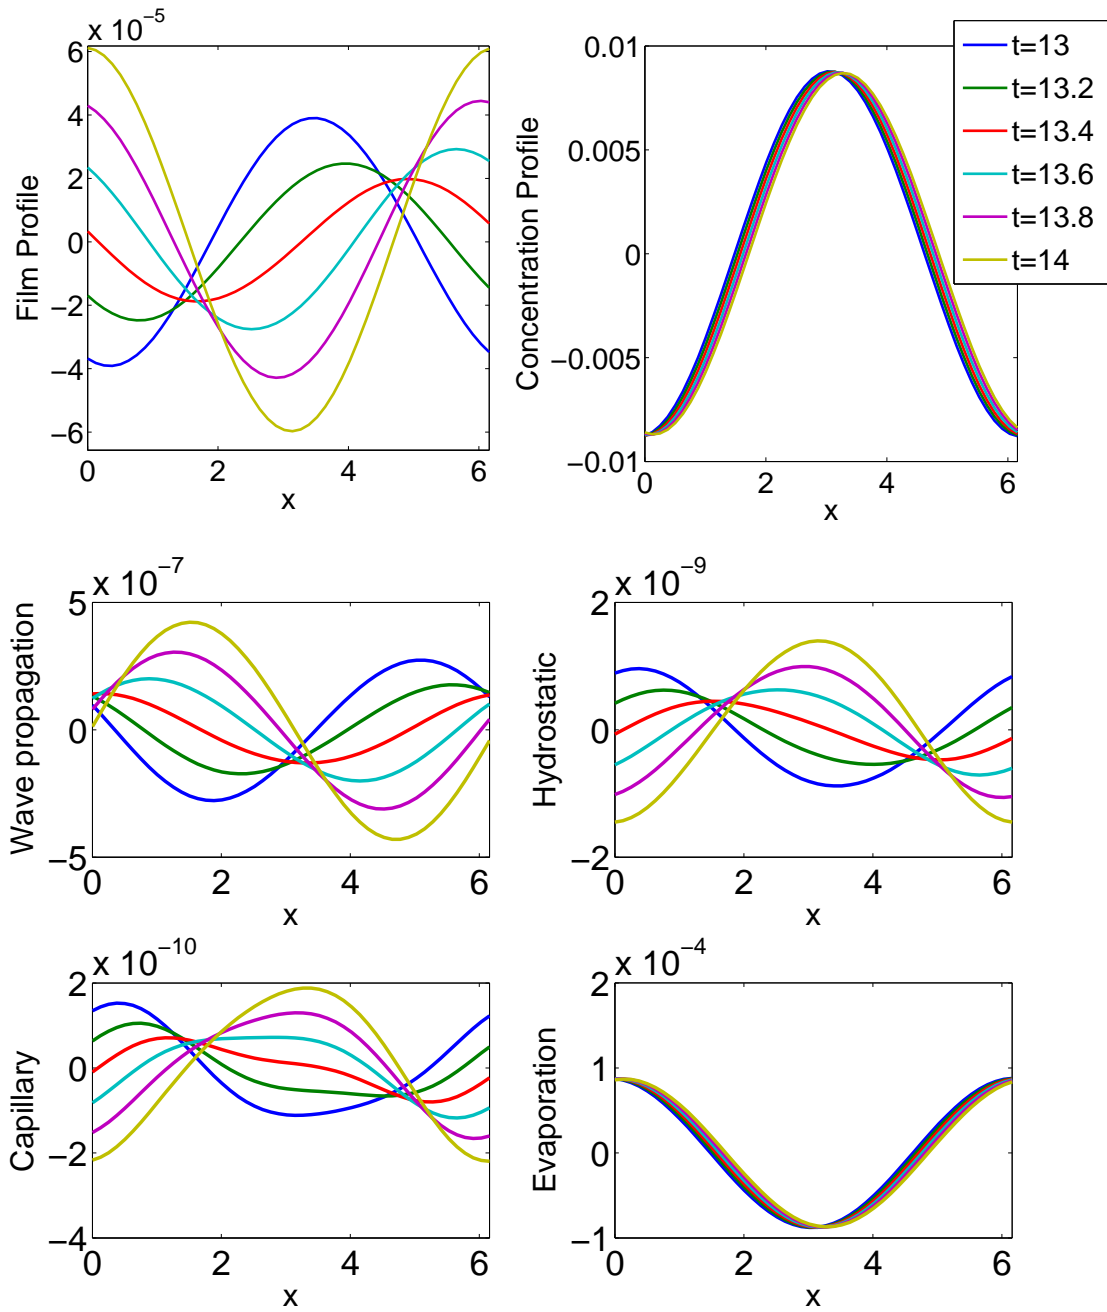 x 10^-5
Film Profile
6
4
2
0
−2
−4
−6
0 2 4 6
x
Concentration Profile
0.01
0.005
0
−0.005
−0.01
0 2 4 6
x
t=13
t=13.2
t=13.4
t=13.6
t=13.8
t=14
x 10^-7
Wave propagation
5
0
−5
0 2 4 6
x
x 10^-9
Hydrostatic
2
1
0
−1
−2
0 2 4 6
x
x 10^-10
Capillary
2
0
−2
−4
0 2 4 6
x
x 10^-4
Evaporation
2
1
0
−1
0 2 4 6
x